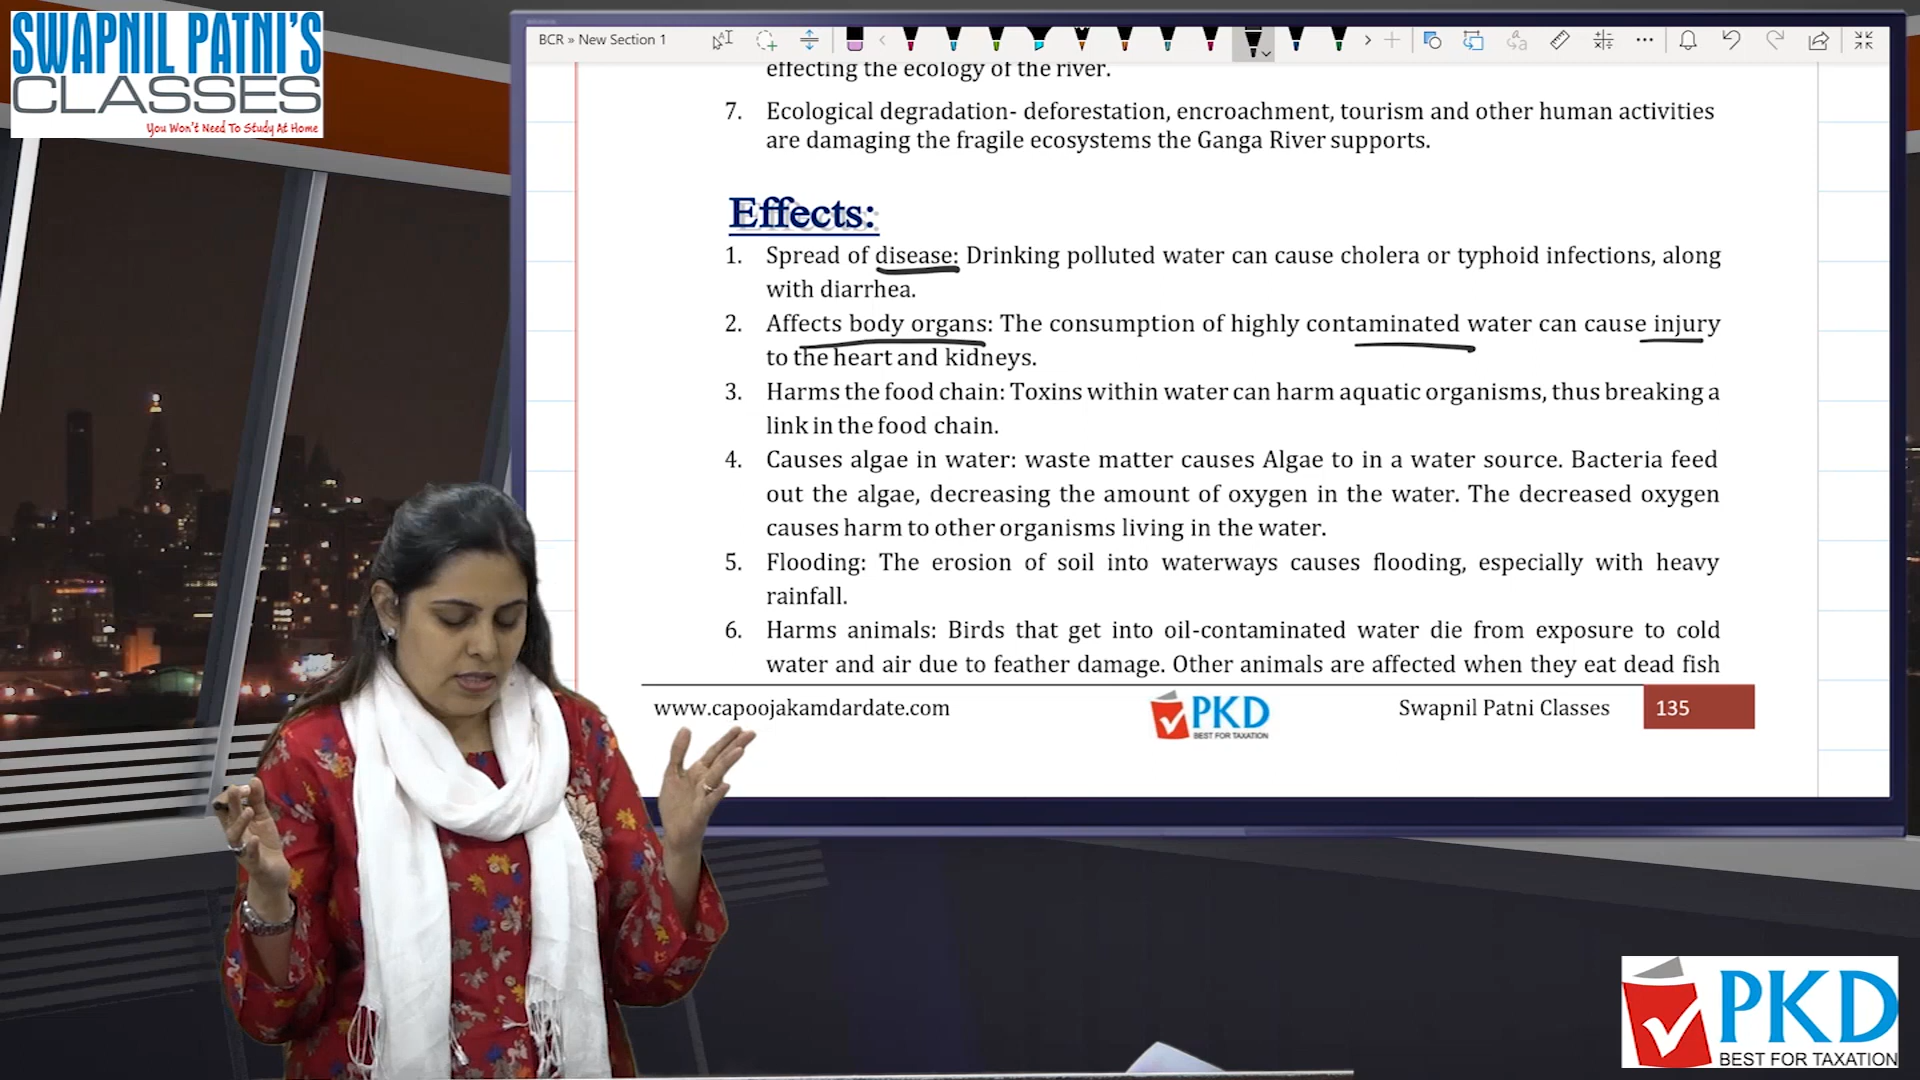 SWAPNIL PATNI'S
CLASSES
You Won't Need To Study At Home
BCR » New Section 1
effecting the ecology of the river.
7. Ecological degradation- deforestation, encroachment, tourism and other human activities
are damaging the fragile ecosystems the Ganga River supports.
Effects:
1. Spread of disease: Drinking polluted water can cause cholera or typhoid infections, along
with diarrhea.
2. Affects body organs: The consumption of highly contaminated water can cause injury
to the heart and kidneys.
3. Harms the food chain: Toxins within water can harm aquatic organisms, thus breaking a
link in the food chain.
4. Causes algae in water: waste matter causes Algae to in a water source. Bacteria feed
out the algae, decreasing the amount of oxygen in the water. The decreased oxygen
causes harm to other organisms living in the water.
5. Flooding: The erosion of soil into waterways causes flooding, especially with heavy
rainfall.
6. Harms animals: Birds that get into oil-contaminated water die from exposure to cold
water and air due to feather damage. Other animals are affected when they eat dead fish
www.capoojakamdardate.com
PKD
BEST FOR TAXATION
Swapnil Patni Classes
135
PKD
BEST FOR TAXATION